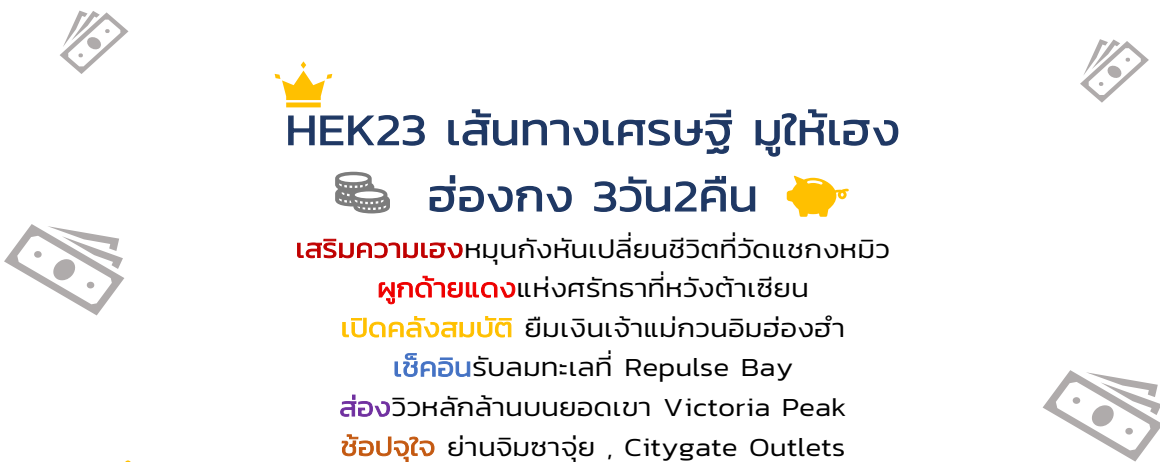 HEK23 เส้นทางเศรษฐี มูให้เฮง
ฮ่องกง 3วัน2คืน
เสริมความเฮงหมุนกังหันเปลี่ยนชีวิตที่วัดแชกงหมิว
ผูกด้ายแดงแห่งศรัทธาที่หวังต้าเซียน
เปิดคลังสมบัติ ยืมเงินเจ้าแม่กวนอิมฮ่องฮำ
เช็คอินรับลมทะเลที่ Repulse Bay
ส่องวิวหลักล้านบนยอดเขา Victoria Peak
ช้อปจุใจ ย่านจิมซาจุ่ย , Citygate Outlets